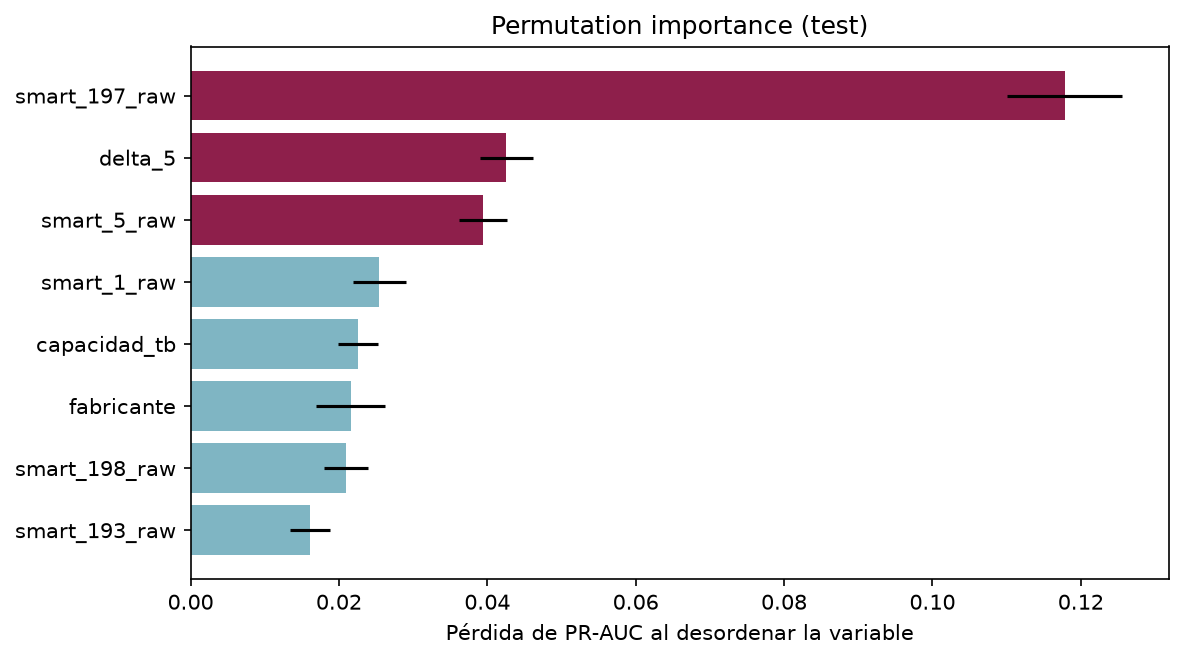 Permutation importance (test)
smart_197_raw
delta_5
smart_5_raw
smart_1_raw
capacidad_tb
fabricante
smart_198_raw
smart_193_raw
0.00 0.02 0.04 0.06 0.08 0.10 0.12
Pérdida de PR-AUC al desordenar la variable